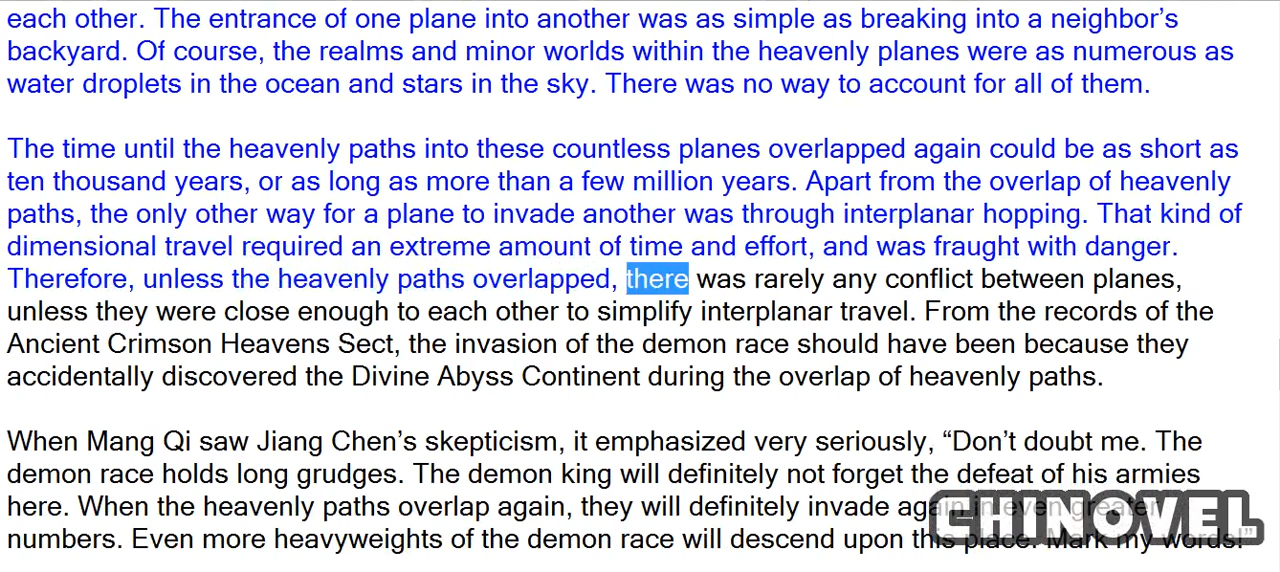 each other. The entrance of one plane into another was as simple as breaking into a neighbor’s
backyard. Of course, the realms and minor worlds within the heavenly planes were as numerous as
water droplets in the ocean and stars in the sky. There was no way to account for all of them.
The time until the heavenly paths into these countless planes overlapped again could be as short as
ten thousand years, or as long as more than a few million years. Apart from the overlap of heavenly
paths, the only other way for a plane to invade another was through interplanar hopping. That kind of
dimensional travel required an extreme amount of time and effort, and was fraught with danger.
Therefore, unless the heavenly paths overlapped, there was rarely any conflict between planes,
unless they were close enough to each other to simplify interplanar travel. From the records of the
Ancient Crimson Heavens Sect, the invasion of the demon race should have been because they
accidentally discovered the Divine Abyss Continent during the overlap of heavenly paths.
When Mang Qi saw Jiang Chen’s skepticism, it emphasized very seriously, “Don’t doubt me. The
demon race holds long grudges. The demon king will definitely not forget the defeat of his armies
here. When the heavenly paths overlap again, they will definitely invade again in even greater
numbers. Even more heavyweights of the demon race will descend upon this place. Mark my words!”
CHINOVEL